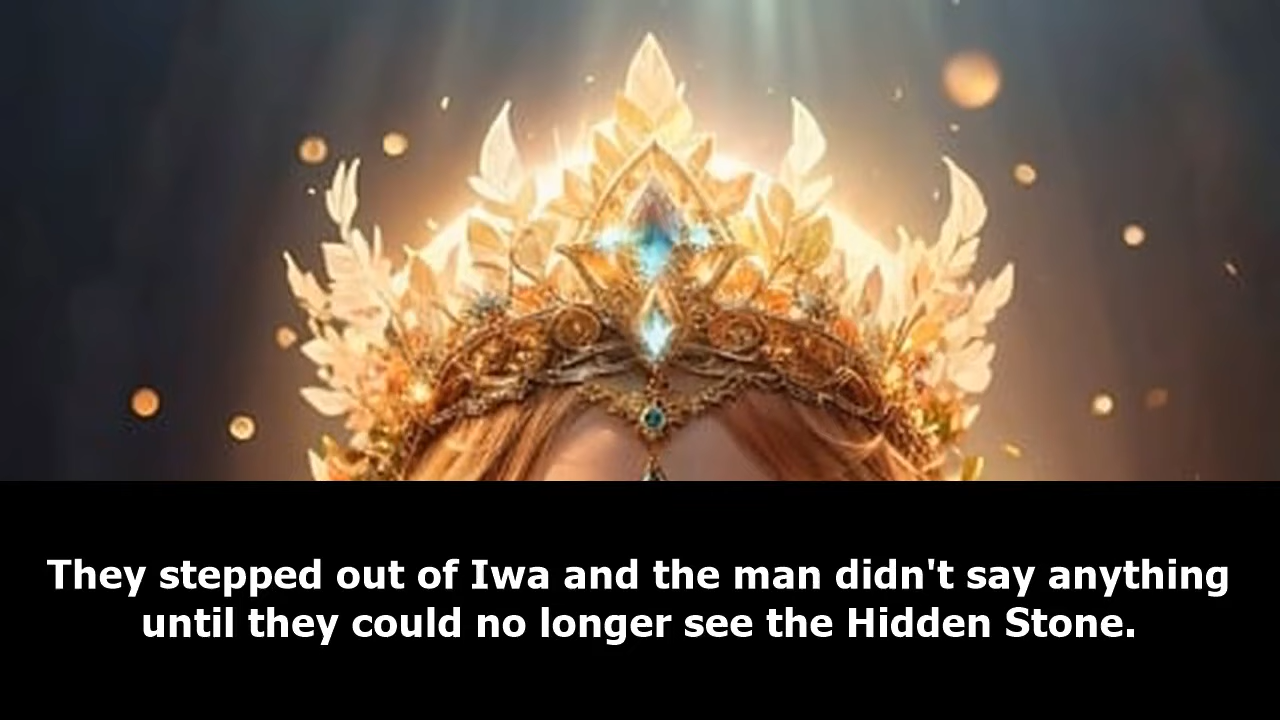 They stepped out of Iwa and the man didn't say anything
until they could no longer see the Hidden Stone.